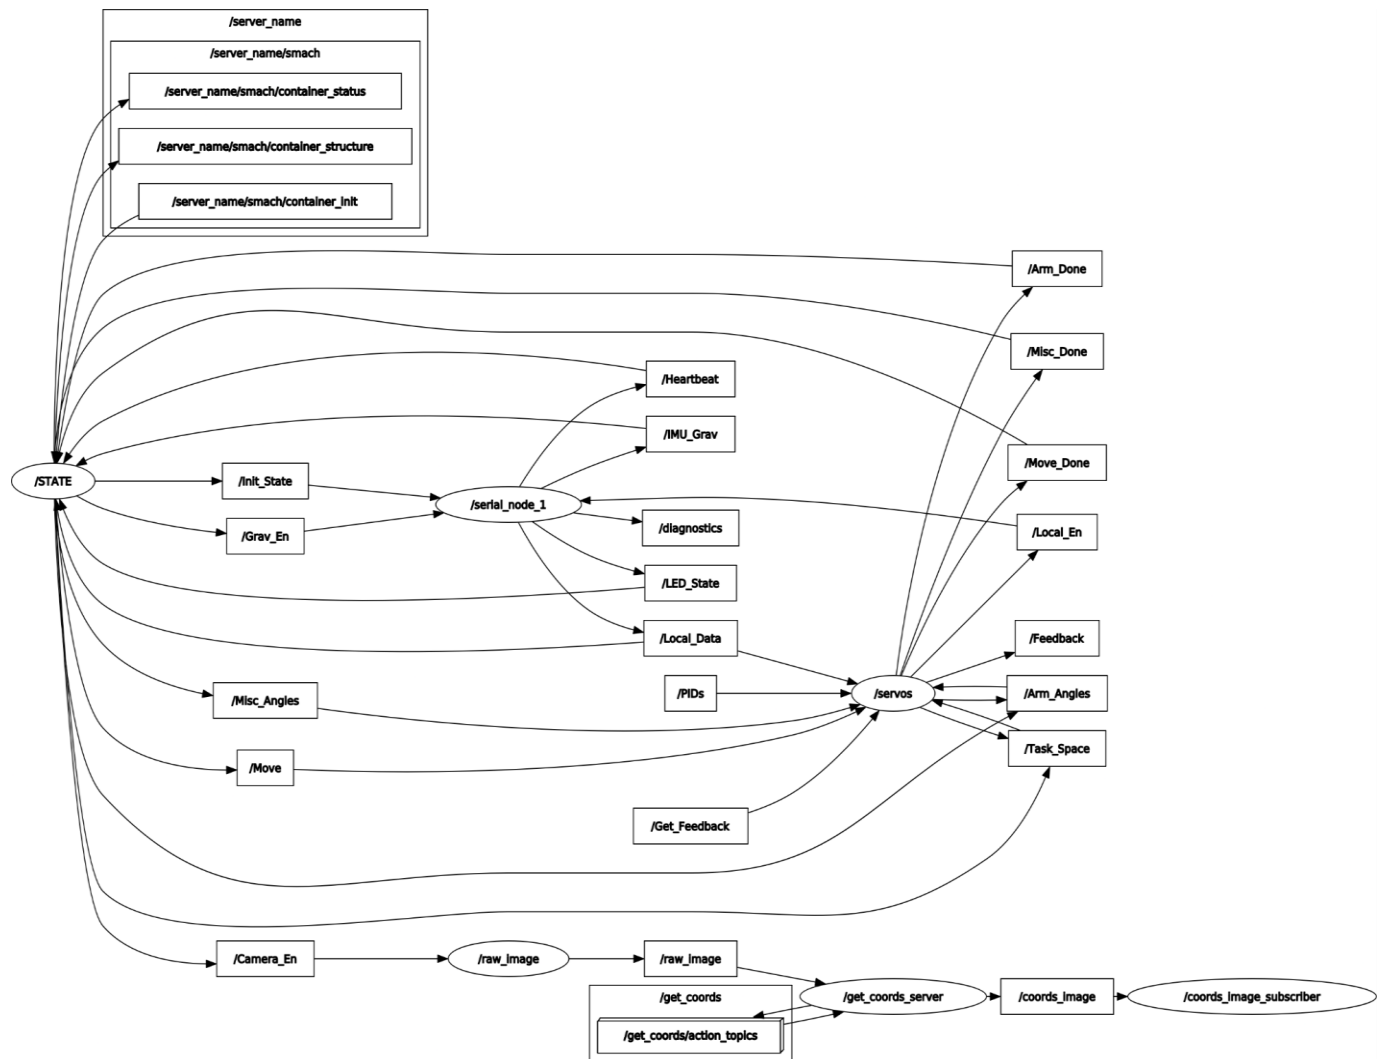 /server_name
/server_name/smach
/server_name/smach/container_status
/server_name/smach/container_structure
/server_name/smach/container_init
/Arm_Done
/Misc_Done
/Heartbeat
/IMU_Grav
/Move_Done
/STATE
/Init_State
/serial_node_1
/Grav_En
/diagnostics
/Local_En
/LED_State
/Local_Data
/Feedback
/Misc_Angles
/PIDs
/servos
/Arm_Angles
/Task_Space
/Move
/Get_Feedback
/Camera_En
/raw_image
/raw_image
/get_coords
/get_coords_server
/coords_image
/coords_image_subscriber
/get_coords/action_topics